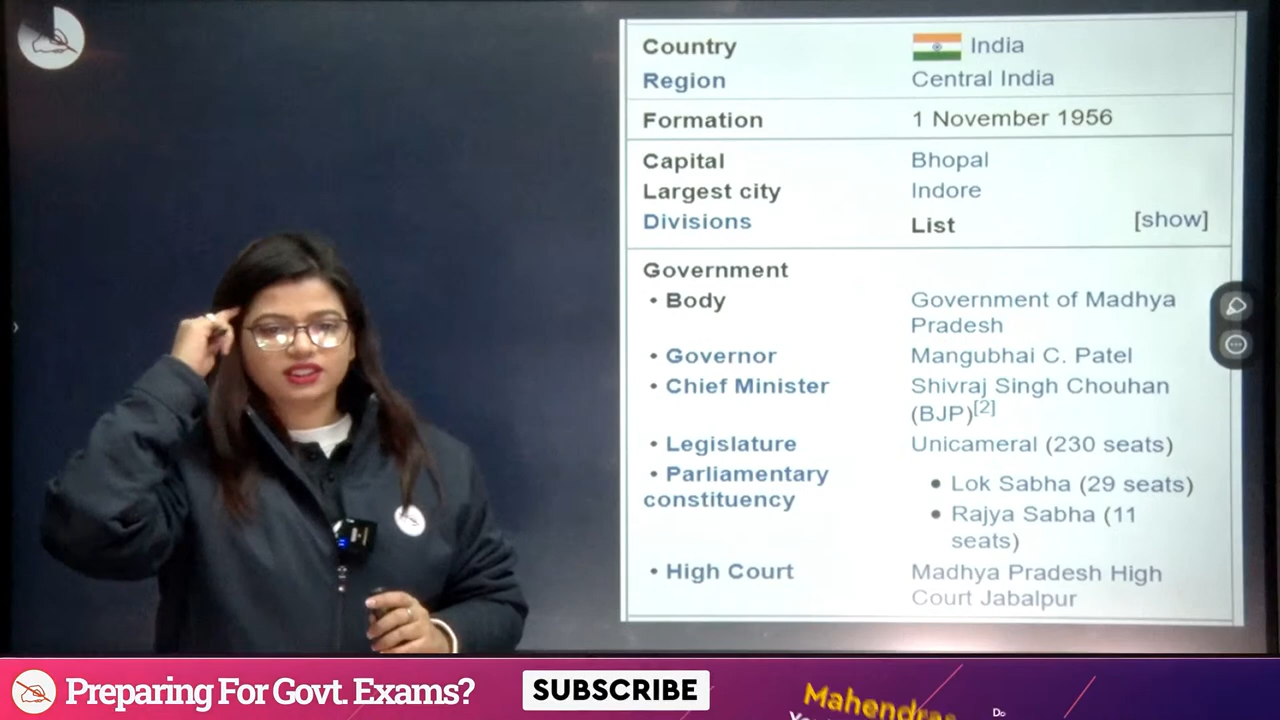 Country India
Region Central India
Formation 1 November 1956
Capital Bhopal
Largest city Indore
Divisions List [show]
Government
• Body Government of Madhya
Pradesh
• Governor Mangubhai C. Patel
• Chief Minister Shivraj Singh Chouhan
(BJP)[2]
• Legislature Unicameral (230 seats)
• Parliamentary
constituency
• Lok Sabha (29 seats)
• Rajya Sabha (11
seats)
• High Court Madhya Pradesh High
Court Jabalpur
Preparing For Govt. Exams?
SUBSCRIBE
Mahendras
Do